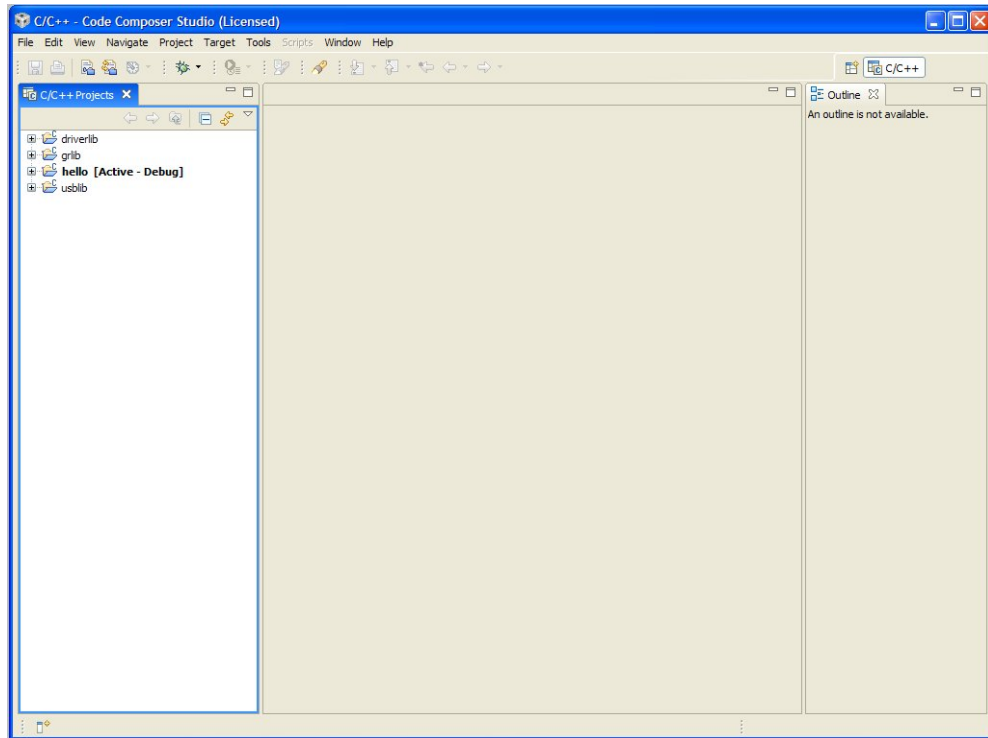 C/C++ - Code Composer Studio (Licensed)
File Edit View Navigate Project Target Tools Scripts Window Help
C/C++
C/C++ Projects
Outline
An outline is not available.
driverlib
grlib
hello [Active - Debug]
usblib